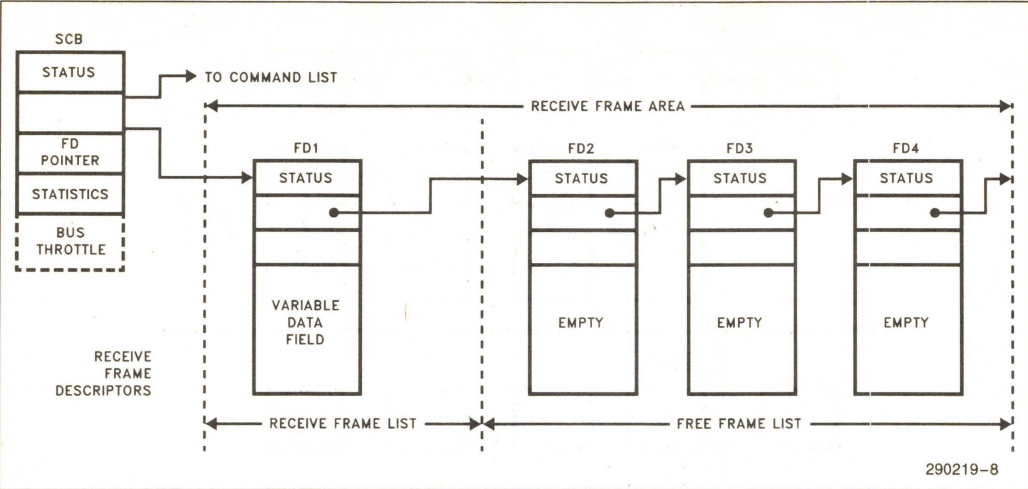 SCB
STATUS
TO COMMAND LIST
RECEIVE FRAME AREA
FD
POINTER
STATISTICS
BUS
THROTTLE
FD1
STATUS
VARIABLE
DATA
FIELD
FD2
STATUS
EMPTY
FD3
STATUS
EMPTY
FD4
STATUS
EMPTY
RECEIVE
FRAME
DESCRIPTORS
RECEIVE FRAME LIST
FREE FRAME LIST
290219-8